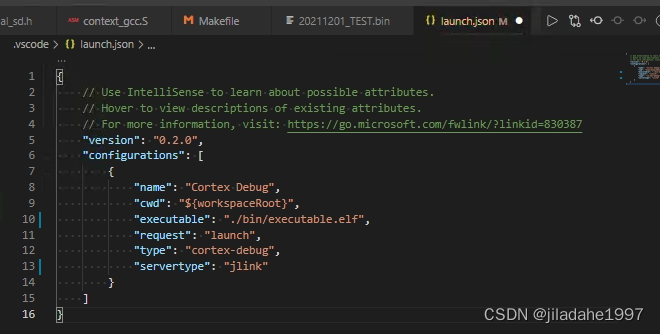 al_sd.h
ASM context_gcc.S
M Makefile
20211201_TEST.bin
{} launch.json M
.vscode > {} launch.json > ...
...
1 {
2 // Use IntelliSense to learn about possible attributes.
3 // Hover to view descriptions of existing attributes.
4 // For more information, visit: https://go.microsoft.com/fwlink/?linkid=830387
5 "version": "0.2.0",
6 "configurations": [
7 {
8 "name": "Cortex Debug",
9 "cwd": "${workspaceRoot}",
10 "executable": "./bin/executable.elf",
11 "request": "launch",
12 "type": "cortex-debug",
13 "servertype": "jlink"
14 }
15 ]
16 }
CSDN @jiladahe1997